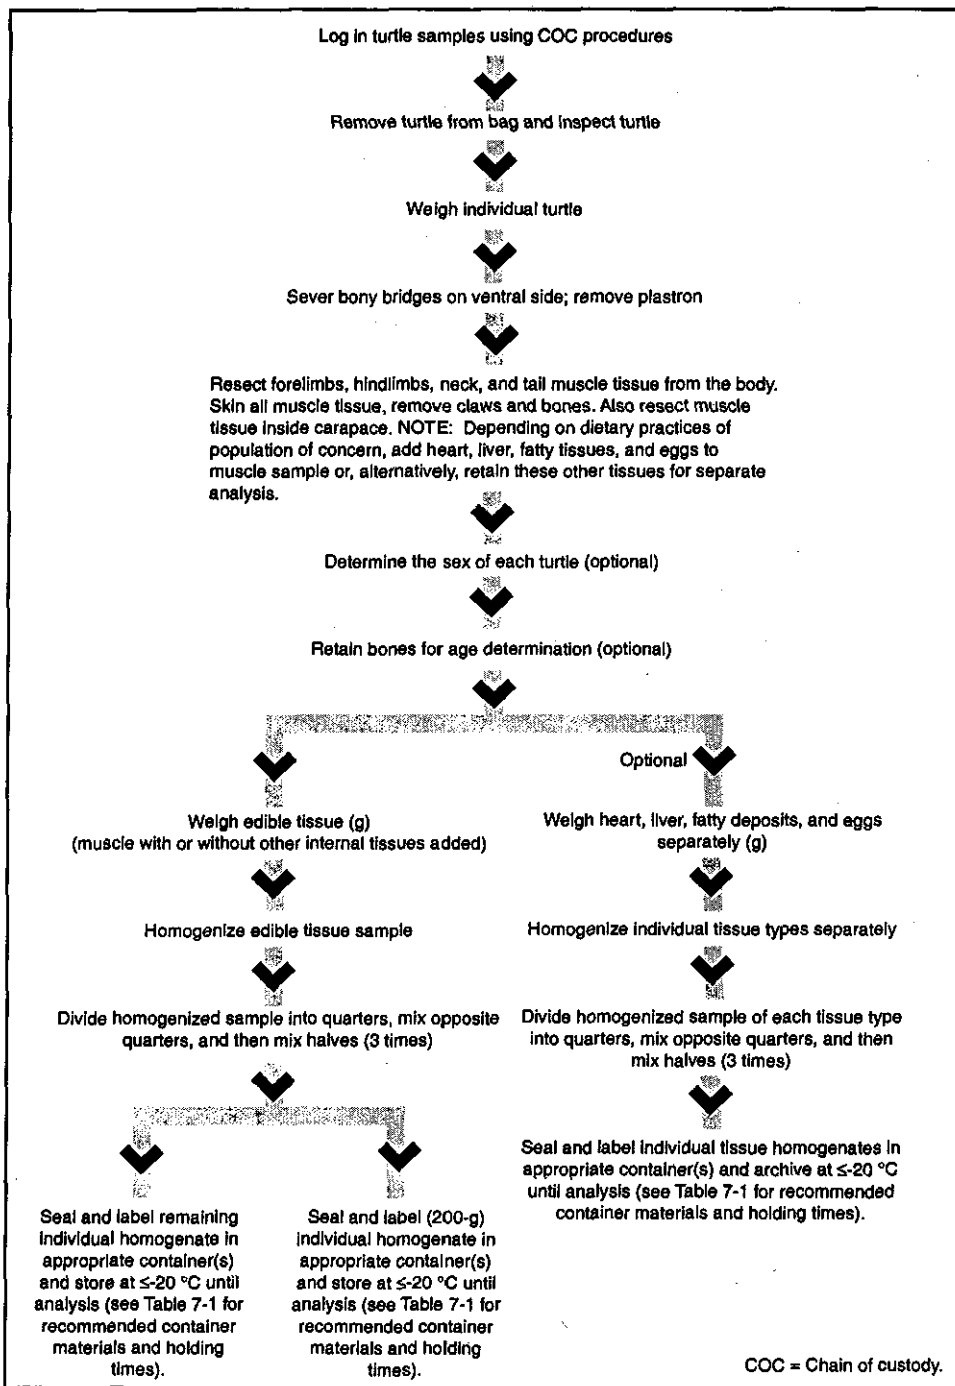 Log in turtle samples using COC procedures
Remove turtle from bag and inspect turtle
Weigh individual turtle
Sever bony bridges on ventral side; remove plastron
Resect forelimbs, hindlimbs, neck, and tail muscle tissue from the body.
Skin all muscle tissue, remove claws and bones. Also resect muscle
tissue inside carapace. NOTE: Depending on dietary practices of
population of concern, add heart, liver, fatty tissues, and eggs to
muscle sample or, alternatively, retain these other tissues for separate
analysis.
Determine the sex of each turtle (optional)
Retain bones for age determination (optional)
Optional
Weigh edible tissue (g)
(muscle with or without other internal tissues added)
Homogenize edible tissue sample
Divide homogenized sample into quarters, mix opposite
quarters, and then mix halves (3 times)
Seal and label remaining
individual homogenate in
appropriate container(s)
and store at ≤-20 °C until
analysis (see Table 7-1 for
recommended container
materials and holding
times).
Seal and label (200-g)
individual homogenate in
appropriate container(s)
and store at ≤-20 °C until
analysis (see Table 7-1 for
recommended container
materials and holding
times).
Weigh heart, liver, fatty deposits, and eggs
separately (g)
Homogenize individual tissue types separately
Divide homogenized sample of each tissue type
into quarters, mix opposite quarters, and then
mix halves (3 times)
Seal and label individual tissue homogenates in
appropriate container(s) and archive at ≤-20 °C
until analysis (see Table 7-1 for recommended
container materials and holding times).
COC = Chain of custody.